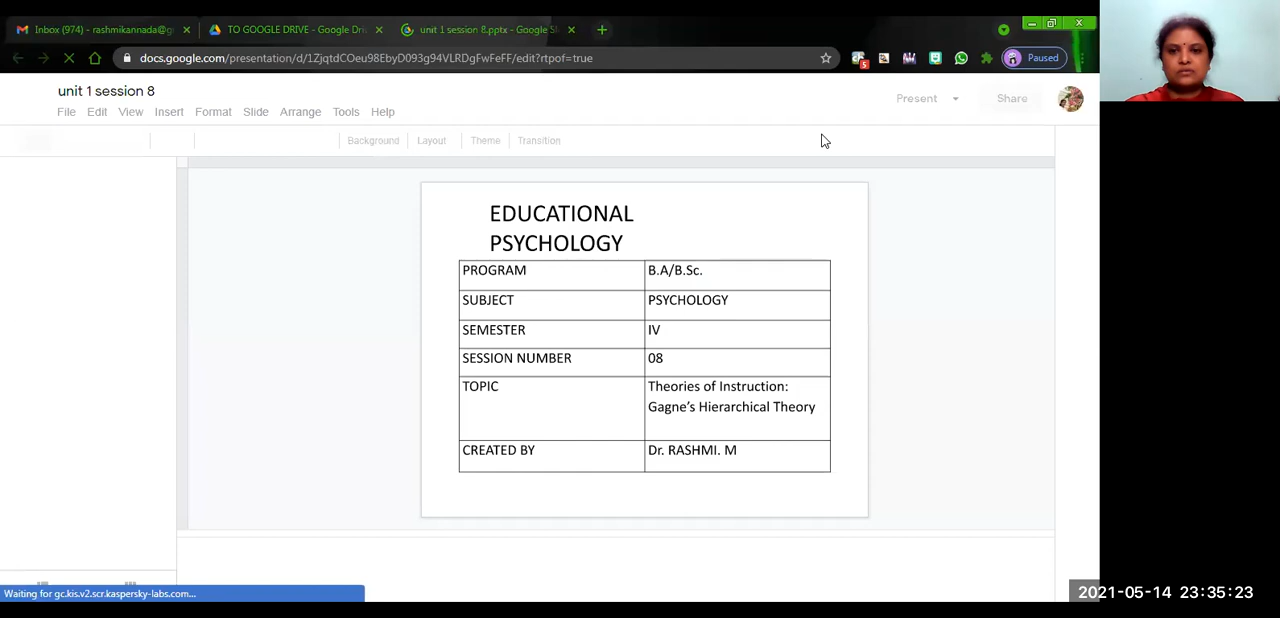 Inbox (974) - rashmikannada@g
TO GOOGLE DRIVE - Google Dri
unit 1 session 8.pptx - Google Sl
docs.google.com/presentation/d/1ZjqtdCOeu98EbyD093g94VLRDgFwFeFF/edit?rtpof=true
5
Paused
unit 1 session 8
File Edit View Insert Format Slide Arrange Tools Help
Present
Share
Background Layout Theme Transition
EDUCATIONAL
PSYCHOLOGY
PROGRAM B.A/B.Sc.
SUBJECT PSYCHOLOGY
SEMESTER IV
SESSION NUMBER 08
TOPIC Theories of Instruction:
Gagne's Hierarchical Theory
CREATED BY Dr. RASHMI. M
Waiting for gc.kis.v2.scr.kaspersky-labs.com...
2021-05-14 23:35:23